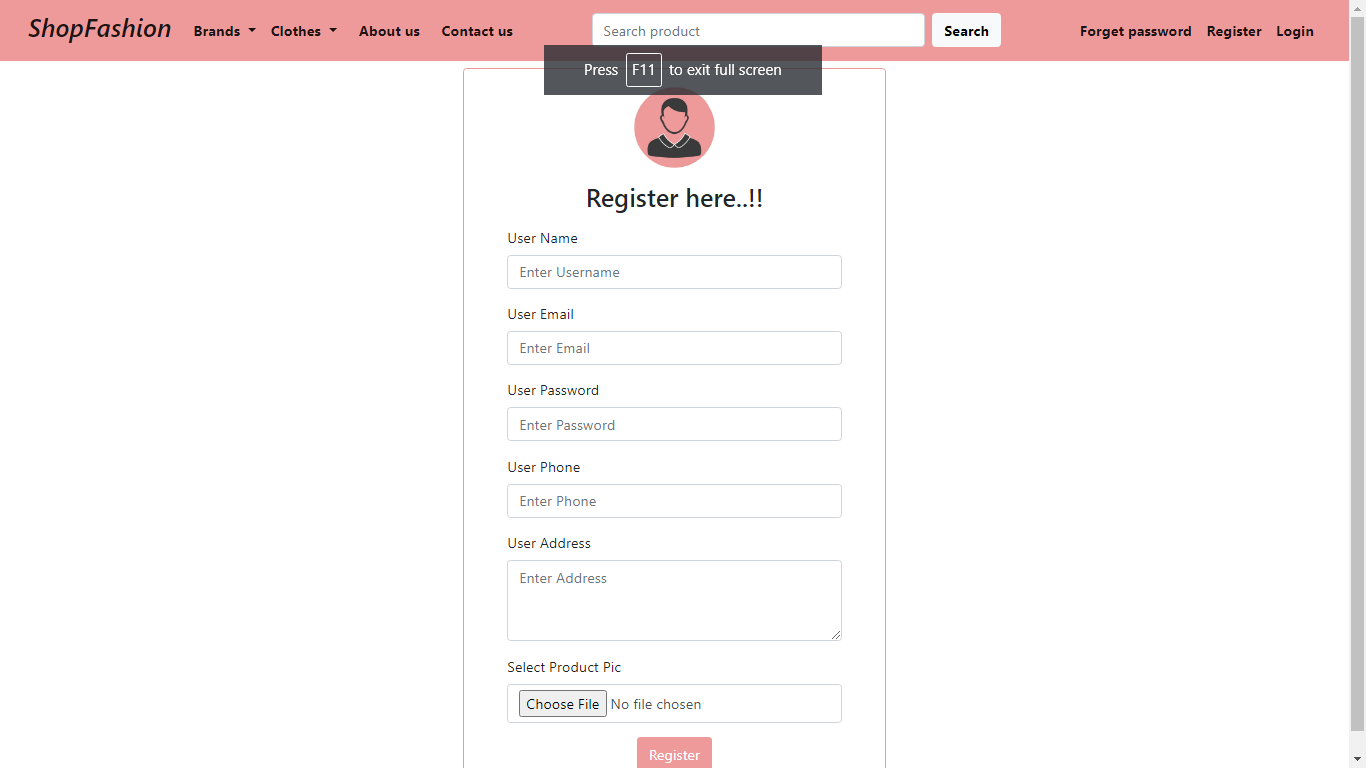 ShopFashion Brands Clothes About us Contact us Search product Search Forget password Register Login
Press F11 to exit full screen
Register here..!!
User Name
Enter Username
User Email
Enter Email
User Password
Enter Password
User Phone
Enter Phone
User Address
Enter Address
Select Product Pic
Choose File No file chosen
Register